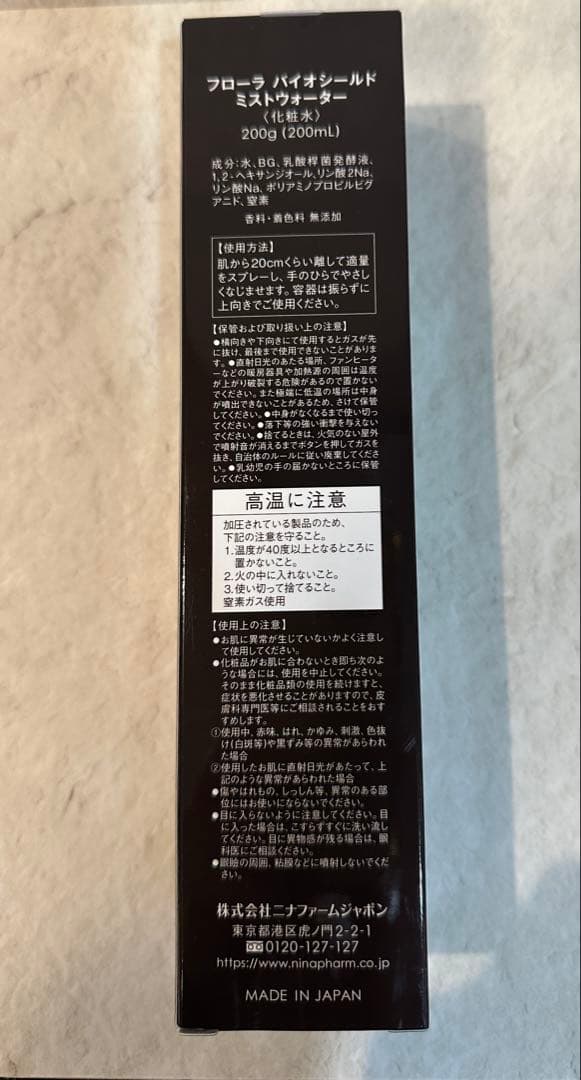 フローラ バイオシールド
ミストウォーター
〈化粧水〉
200g (200mL)
成分：水、BG、乳酸桿菌発酵液、
1,2-ヘキサンジオール、リン酸2Na、
リン酸Na、ポリアミノプロピルビグ
アニド、窒素
香料・着色料 無添加
【使用方法】
肌から20cmくらい離して適量
をスプレーし、手のひらでやさし
くなじませます。容器は振らずに
上向きでご使用ください。
【保管および取り扱い上の注意】
●横向きや下向きにて使用するとガスが先
に抜け、最後まで使用できないことがありま
す。●直射日光のあたる場所、ファンヒータ
ーなどの暖房器具や加熱源の周囲は温度
が上がり破裂する危険があるので置かない
でください。また極端に低温の場所は中身
が噴出できないことがあるため、さけて保管
してください。●中身がなくなるまで使い切っ
てください。●落下等の強い衝撃を与えない
でください。●捨てるときは、火気のない屋外
で噴射音が消えるまでボタンを押してガスを
抜き、自治体のルールに従い廃棄してくださ
い。●乳幼児の手の届かないところに保管
してください。
高温に注意
加圧されている製品のため、
下記の注意を守ること。
1.温度が40度以上となるところに
置かないこと。
2.火の中に入れないこと。
3.使い切って捨てること。
窒素ガス使用
【使用上の注意】
●お肌に異常が生じていないかよく注意し
て使用してください。
●化粧品がお肌に合わないとき即ち次のよ
うな場合には、使用を中止してください。
そのまま化粧品類の使用を続けますと、
症状を悪化させることがありますので、皮
膚科専門医等にご相談されることをおす
すめします。
①使用中、赤味、はれ、かゆみ、刺激、色抜
け(白斑等)や黒ずみ等の異常があらわれ
た場合
②使用したお肌に直射日光があたって、上
記のような異常があらわれた場合
●傷やはれもの、しっしん等、異常のある部
位にはお使いにならないでください。
●目に入らないように注意してください。目
に入った場合は、こすらずすぐに洗い流し
てください。目に異物感が残る場合は、眼
科医にご相談ください。
●眼瞼の周囲、粘膜などに噴射しないでくだ
さい。
株式会社ニナファームジャポン
東京都港区虎ノ門2-2-1
0120-127-127
https://www.ninapharm.co.jp
MADE IN JAPAN